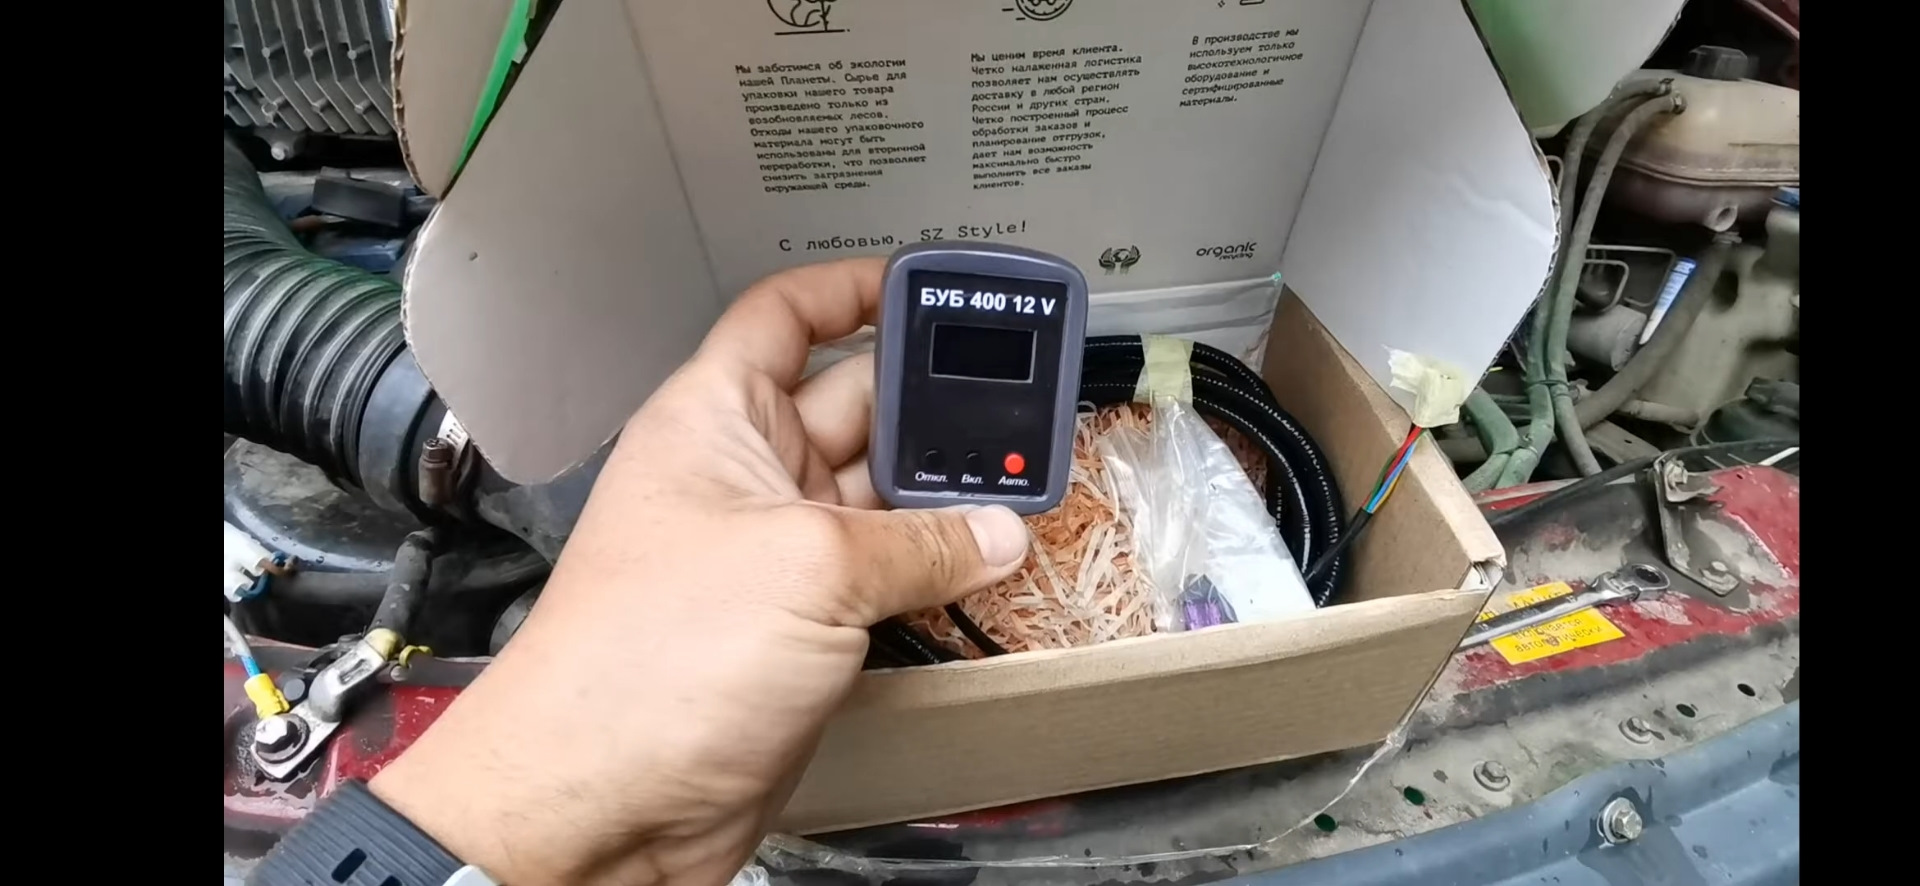 Мы заботимся об экологии
нашей Планеты. Сырье для
упаковки нашего товара
произведено только из
возобновляемых лесов.
Отходы нашего упаковочного
материала могут быть
использованы для вторичной
переработки, что позволяет
снизить загрязнения
окружающей среды.
Мы ценим время клиента.
Четко налаженная логистика
позволяет нам осуществлять
доставку в любой регион
России и других стран.
Четко построенный процесс
обработки заказов и
планирование отгрузок,
дает нам возможность
максимально быстро
выполнить все заказы
клиентов.
В производстве мы
используем только
высокотехнологичное
оборудование и
сертифицированные
материалы.
С любовью, SZ Style!
organic
recycling
БУБ 400 12 V
Откл. Вкл. Авто.
включается
автоматически